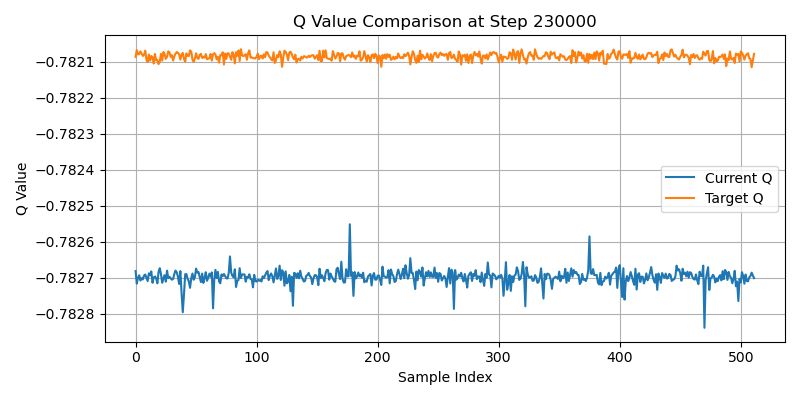 Q Value Comparison at Step 230000
−0.7821
−0.7822
−0.7823
−0.7824
−0.7825
−0.7826
−0.7827
−0.7828
Q Value
Current Q
Target Q
0
100
200
300
400
500
Sample Index